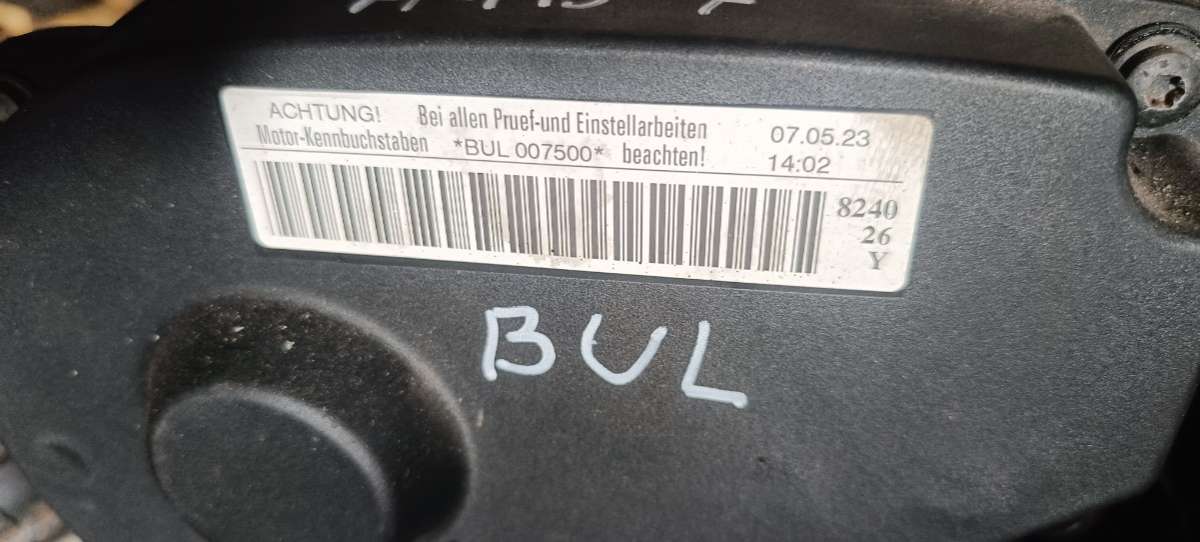 ACHTUNG! Bei allen Pruef-und Einstellarbeiten 07.05.23
Motor-Kennbuchstaben *BUL 007500* beachten! 14:02
8240
26
Y
BUL